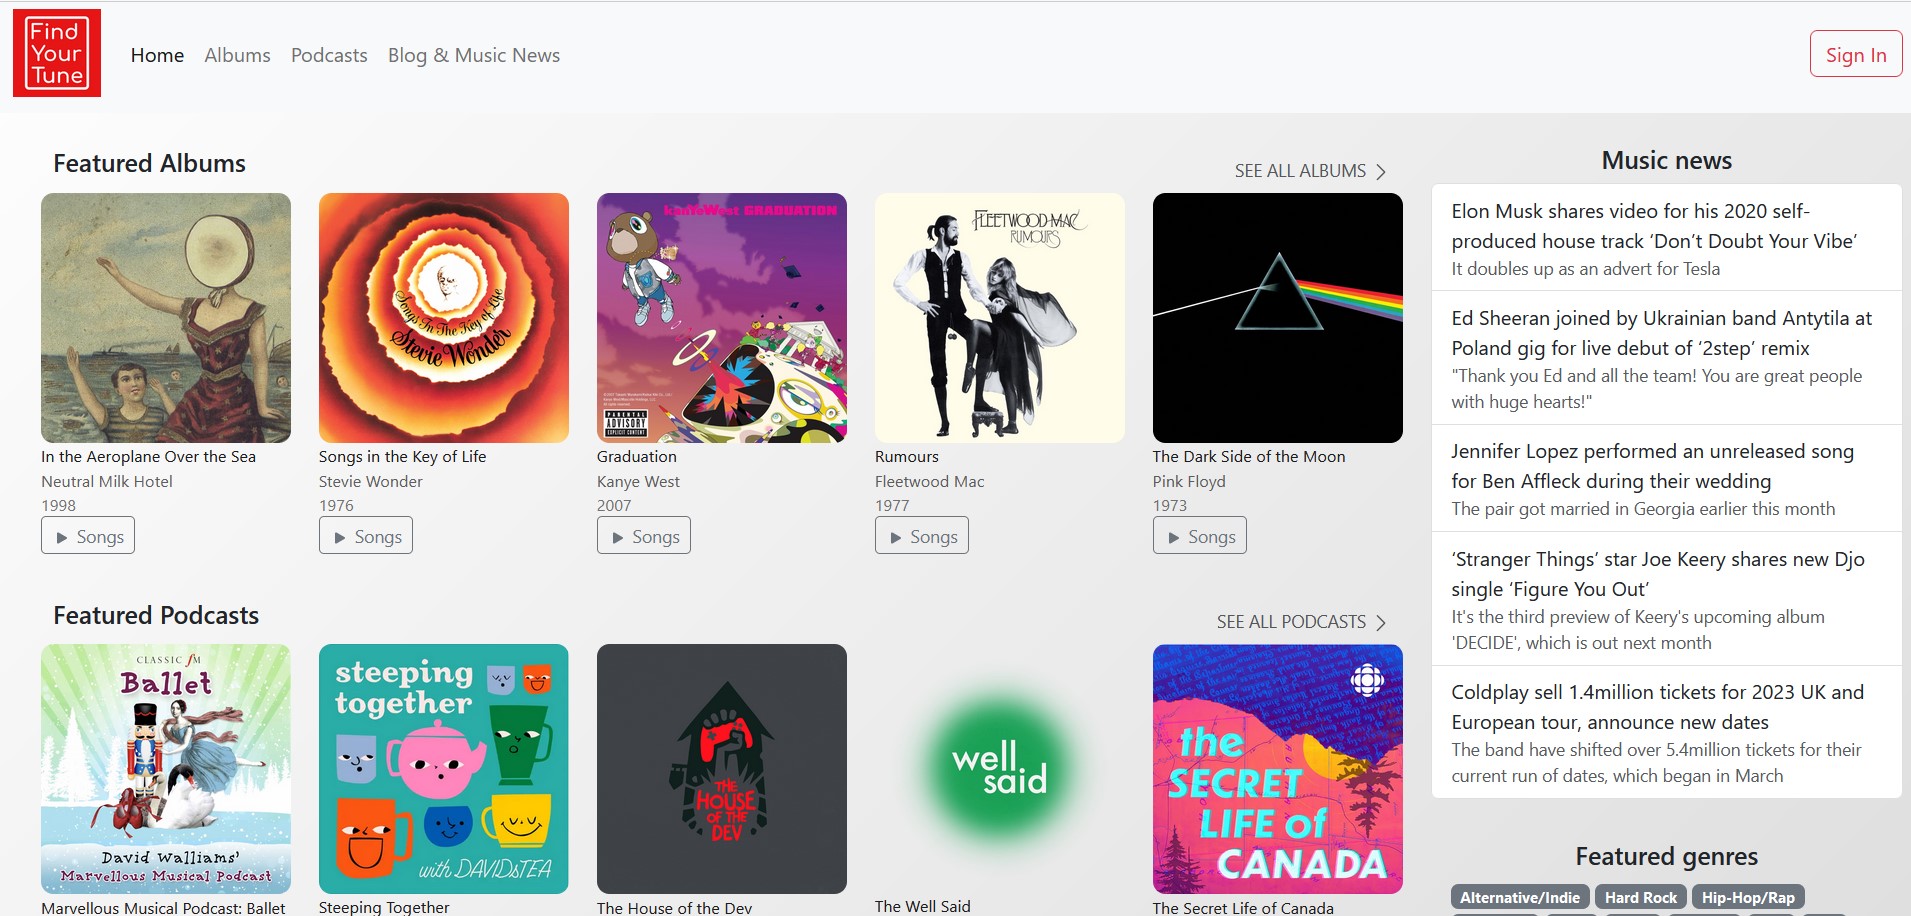 Find
Your
Tune
Home Albums Podcasts Blog & Music News
Sign In
Featured Albums
SEE ALL ALBUMS
Songs In The Key of Life
Stevie Wonder
KanYeWest GRADUATION
PARENTAL
ADVISORY
EXPLICIT CONTENT
FLEETWOOD MAC
RUMOURS
In the Aeroplane Over the Sea
Neutral Milk Hotel
1998
Songs
Songs in the Key of Life
Stevie Wonder
1976
Songs
Graduation
Kanye West
2007
Songs
Rumours
Fleetwood Mac
1977
Songs
The Dark Side of the Moon
Pink Floyd
1973
Songs
Featured Podcasts
SEE ALL PODCASTS
CLASSIC fM
Ballet
David Walliams'
Marvellous Musical Podcast
steeping
together
with DAVIDsTEA
THE
HOUSE
OF THE
DEV
well
said
the
SECRET
LIFE of
CANADA
Marvellous Musical Podcast: Ballet
Steeping Together
The House of the Dev
The Well Said
The Secret Life of Canada
Music news
Elon Musk shares video for his 2020 self-
produced house track ‘Don’t Doubt Your Vibe’
It doubles up as an advert for Tesla
Ed Sheeran joined by Ukrainian band Antytila at
Poland gig for live debut of ‘2step’ remix
"Thank you Ed and all the team! You are great people
with huge hearts!"
Jennifer Lopez performed an unreleased song
for Ben Affleck during their wedding
The pair got married in Georgia earlier this month
‘Stranger Things’ star Joe Keery shares new Djo
single ‘Figure You Out’
It's the third preview of Keery's upcoming album
'DECIDE', which is out next month
Coldplay sell 1.4million tickets for 2023 UK and
European tour, announce new dates
The band have shifted over 5.4million tickets for their
current run of dates, which began in March
Featured genres
Alternative/Indie Hard Rock Hip-Hop/Rap